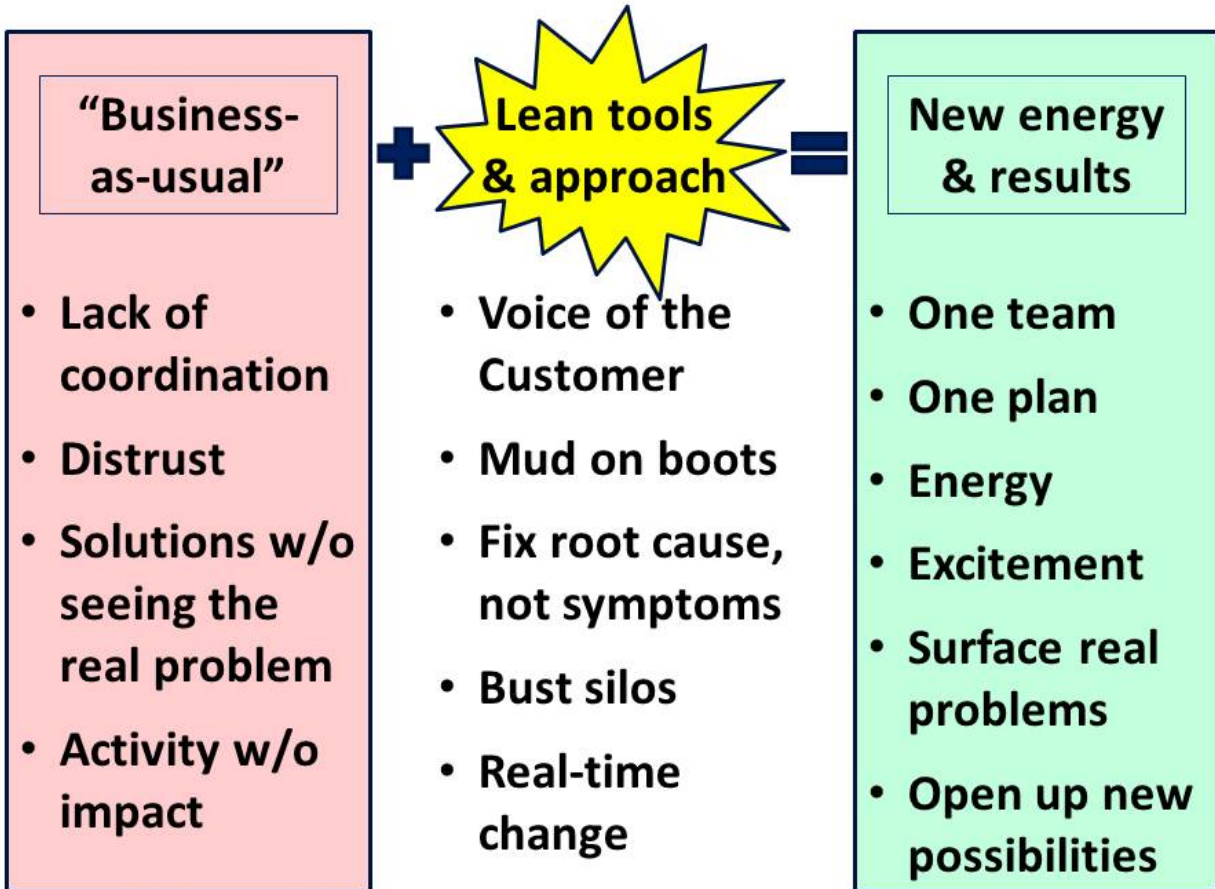 “Business-
as-usual”
• Lack of
coordination
• Distrust
• Solutions w/o
seeing the
real problem
• Activity w/o
impact
+
Lean tools
& approach
• Voice of the
Customer
• Mud on boots
• Fix root cause,
not symptoms
• Bust silos
• Real-time
change
=
New energy
& results
• One team
• One plan
• Energy
• Excitement
• Surface real
problems
• Open up new
possibilities